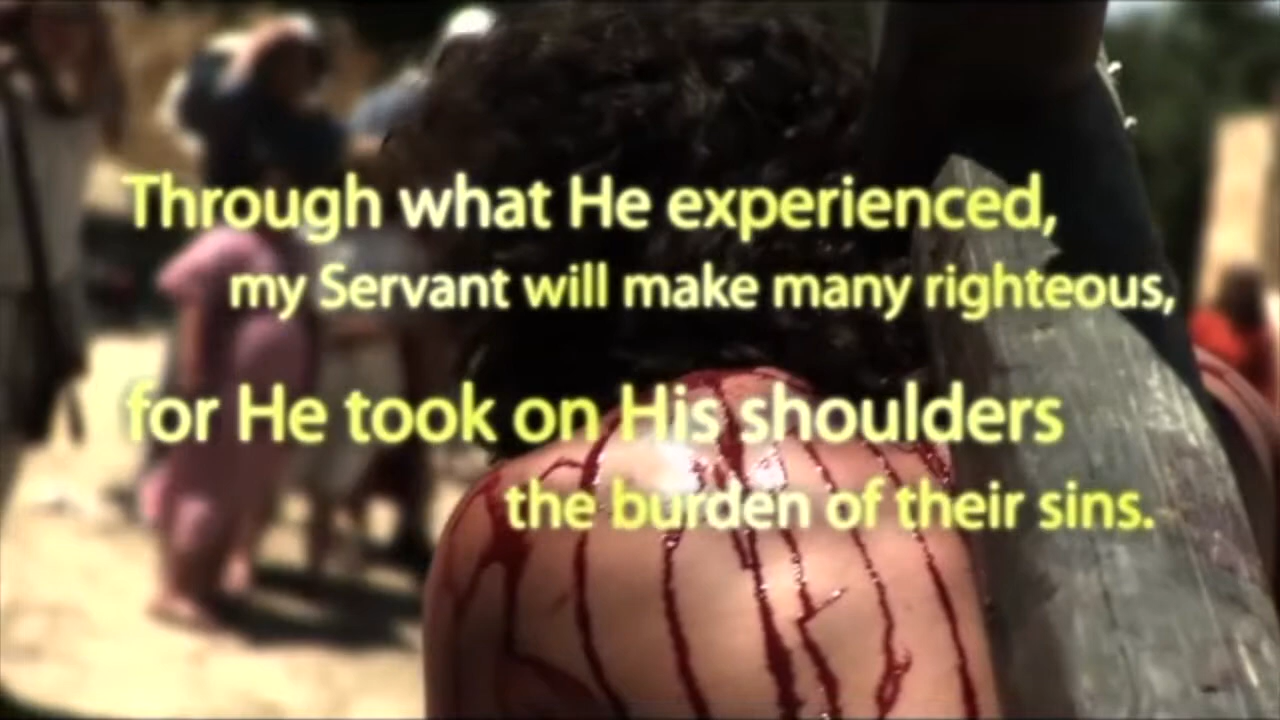 Through what He experienced,
my Servant will make many righteous,
for He took on His shoulders
the burden of their sins.